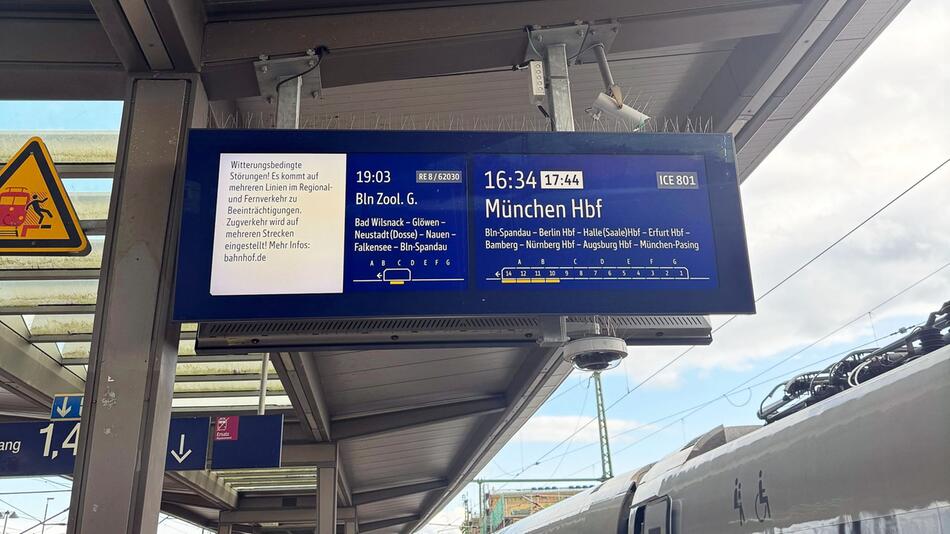 Witterungsbedingte
Störungen! Es kommt auf
mehreren Linien im Regional-
und Fernverkehr zu
Beeinträchtigungen.
Zugverkehr wird auf
mehreren Strecken
eingestellt! Mehr Infos:
bahnhof.de
19:03 RE 8 / 62030
Bln Zool. G.
Bad Wilsnack – Glöwen –
Neustadt(Dosse) – Nauen –
Falkensee – Bln-Spandau
A B C D E F G
16:34 17:44 ICE 801
München Hbf
Bln-Spandau – Berlin Hbf – Halle(Saale)Hbf – Erfurt Hbf –
Bamberg – Nürnberg Hbf – Augsburg Hbf – München-Pasing
A B C D E F G
14 12 11 10 9 8 7 6 5 4 3 2 1
ang 1,4
Ersatz